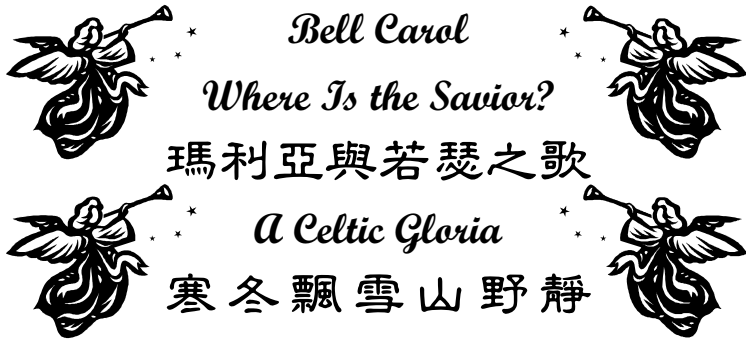 Bell Carol
Where Is the Savior?
瑪利亞與若瑟之歌
A Celtic Gloria
寒冬飄雪山野靜